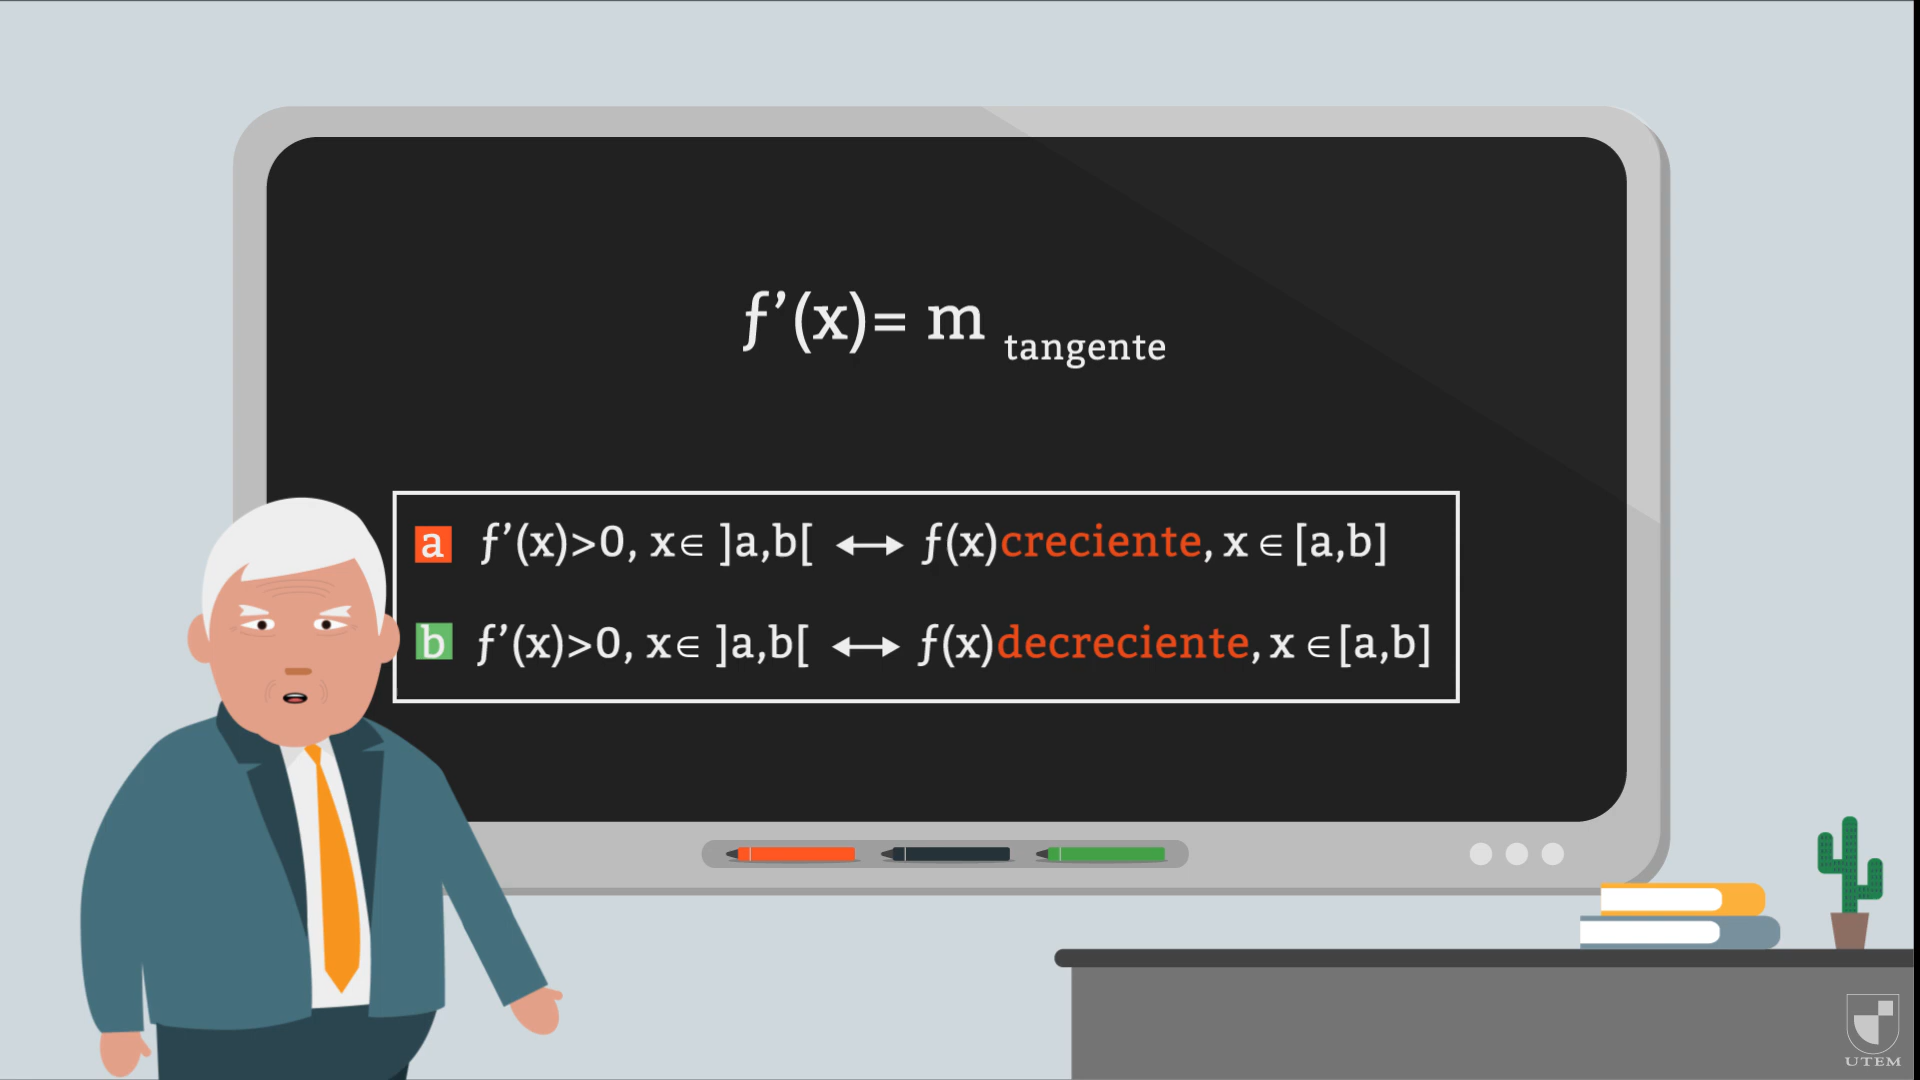 ƒ’(x)= m tangente
a ƒ’(x)>0, x∈ ]a,b[ ⟷ ƒ(x)creciente, x ∈ [a,b]
b ƒ’(x)>0, x∈ ]a,b[ ⟷ ƒ(x)decreciente, x ∈[a,b]
UTEM